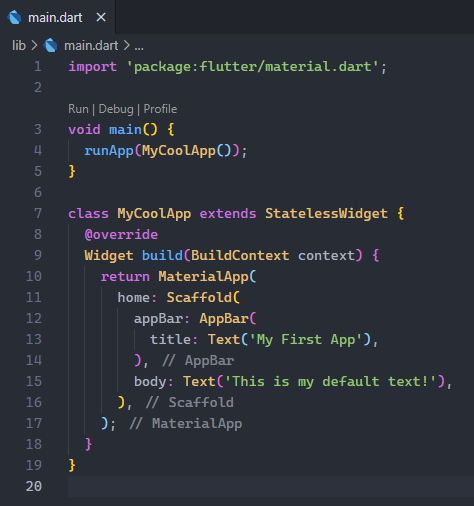 main.dart ×
lib > main.dart > ...
1 import 'package:flutter/material.dart';
2
Run | Debug | Profile
3 void main() {
4   runApp(MyCoolApp());
5 }
6
7 class MyCoolApp extends StatelessWidget {
8   @override
9   Widget build(BuildContext context) {
10     return MaterialApp(
11       home: Scaffold(
12         appBar: AppBar(
13           title: Text('My First App'),
14         ), // AppBar
15         body: Text('This is my default text!'),
16       ), // Scaffold
17     ); // MaterialApp
18   }
19 }
20